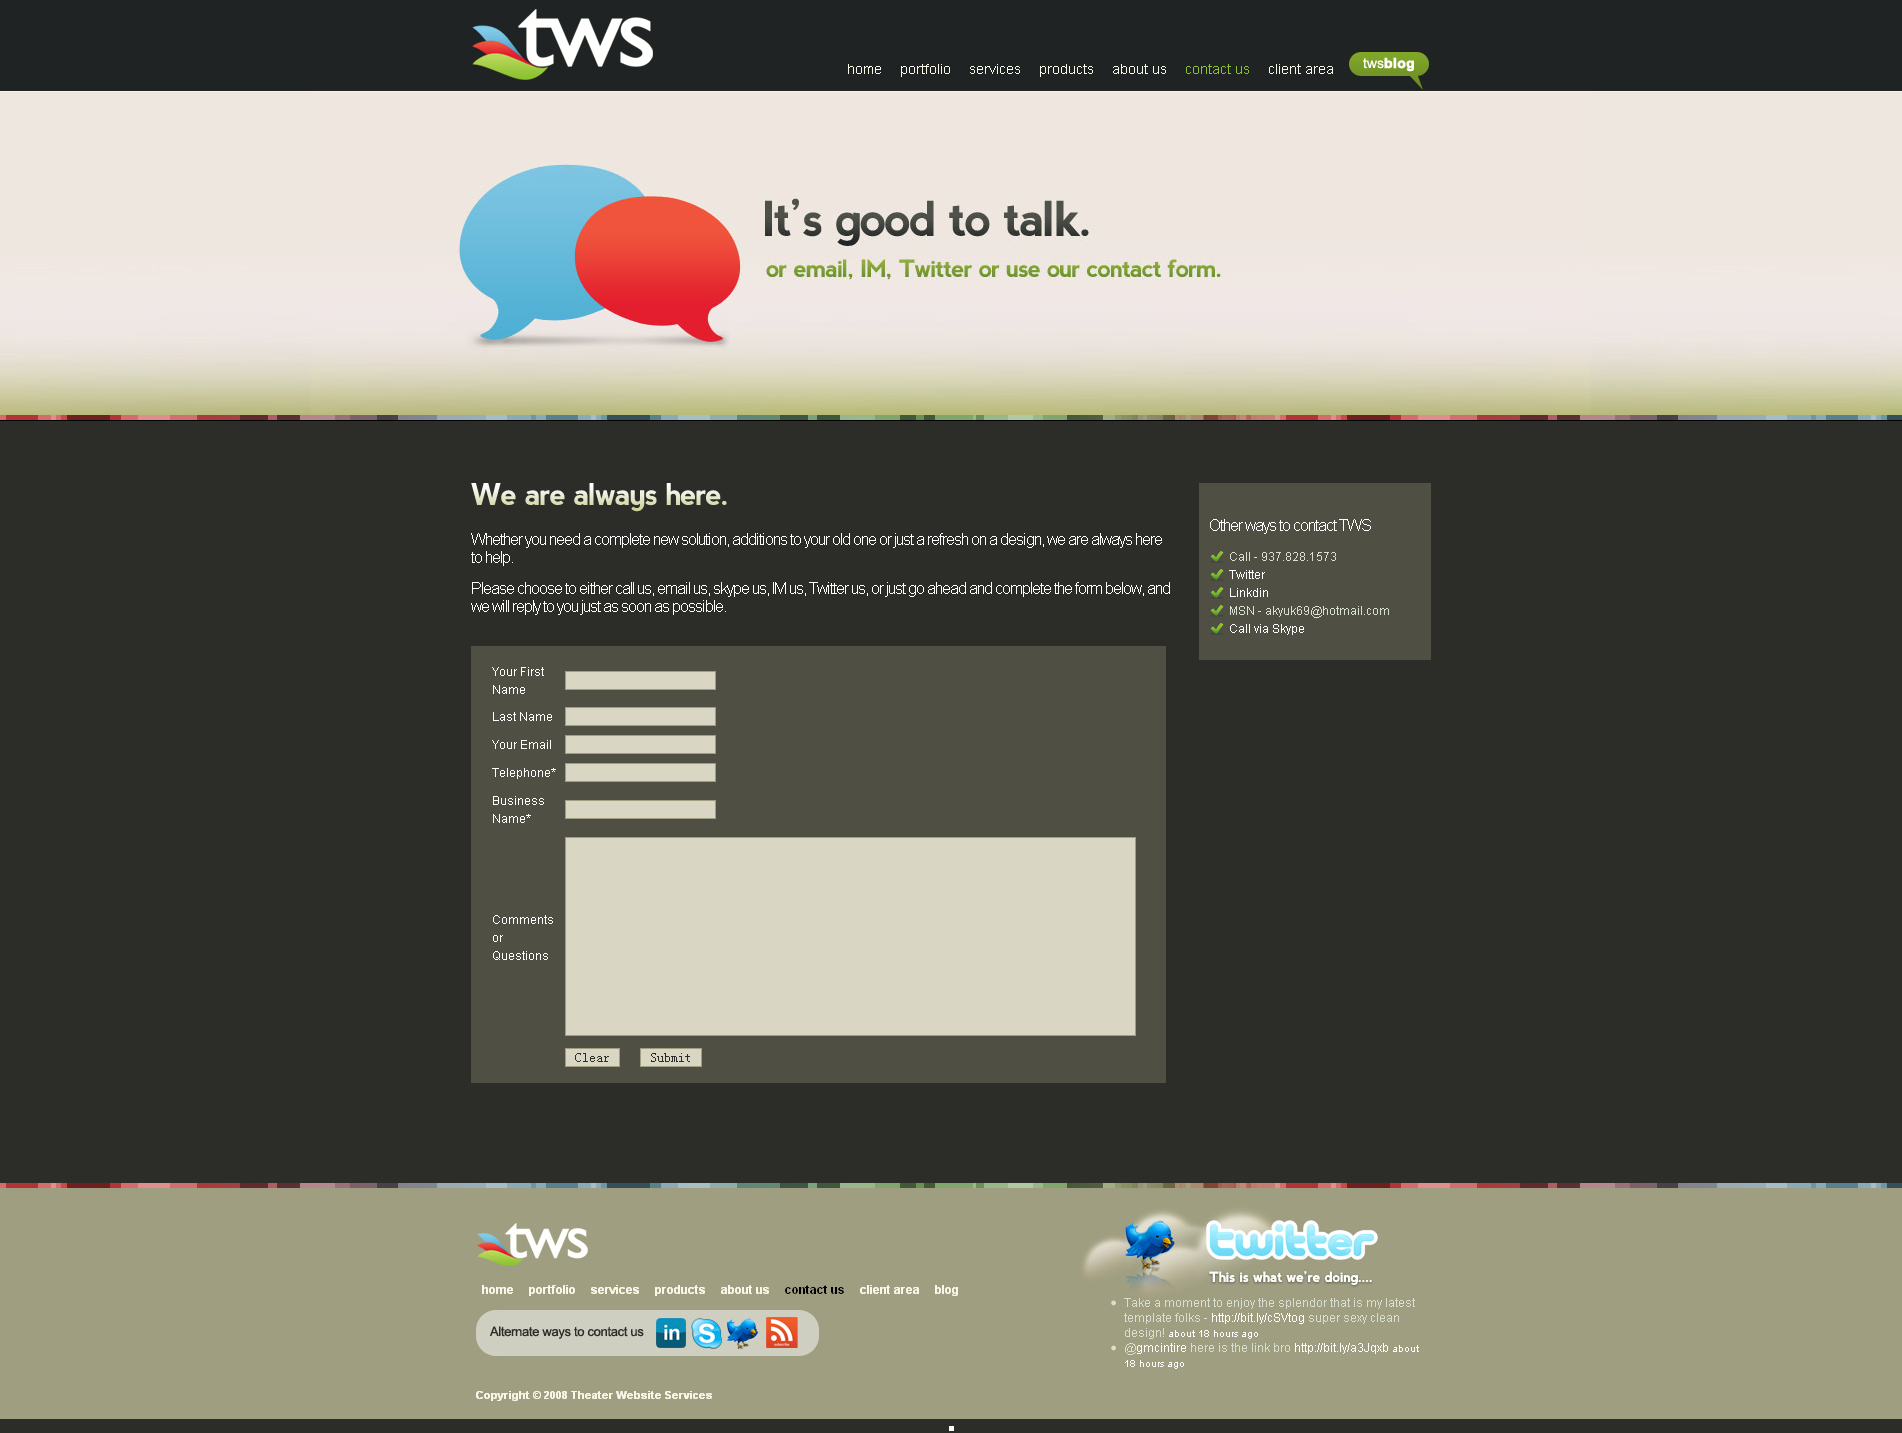 tws
home portfolio services products about us contact us client area twsblog
It's good to talk.
or email, IM, Twitter or use our contact form.
We are always here.
Whether you need a complete new solution, additions to your old one or just a refresh on a design, we are always here
to help.
Please choose to either call us, email us, skype us, IM us, Twitter us, or just go ahead and complete the form below, and
we will reply to you just as soon as possible.
Other ways to contact TWS
Call - 937.828.1573
Twitter
Linkdin
MSN - akyuk69@hotmail.com
Call via Skype
Your First
Name
Last Name
Your Email
Telephone*
Business
Name*
Comments
or
Questions
Clear Submit
tws
home portfolio services products about us contact us client area blog
Alternate ways to contact us in S
subscribe
Copyright © 2008 Theater Website Services
twitter
This is what we're doing....
Take a moment to enjoy the splendor that is my latest
template folks - http://bit.ly/cSVtog super sexy clean
design! about 18 hours ago
@gmcintire here is the link bro http://bit.ly/a3Jqxb about
18 hours ago